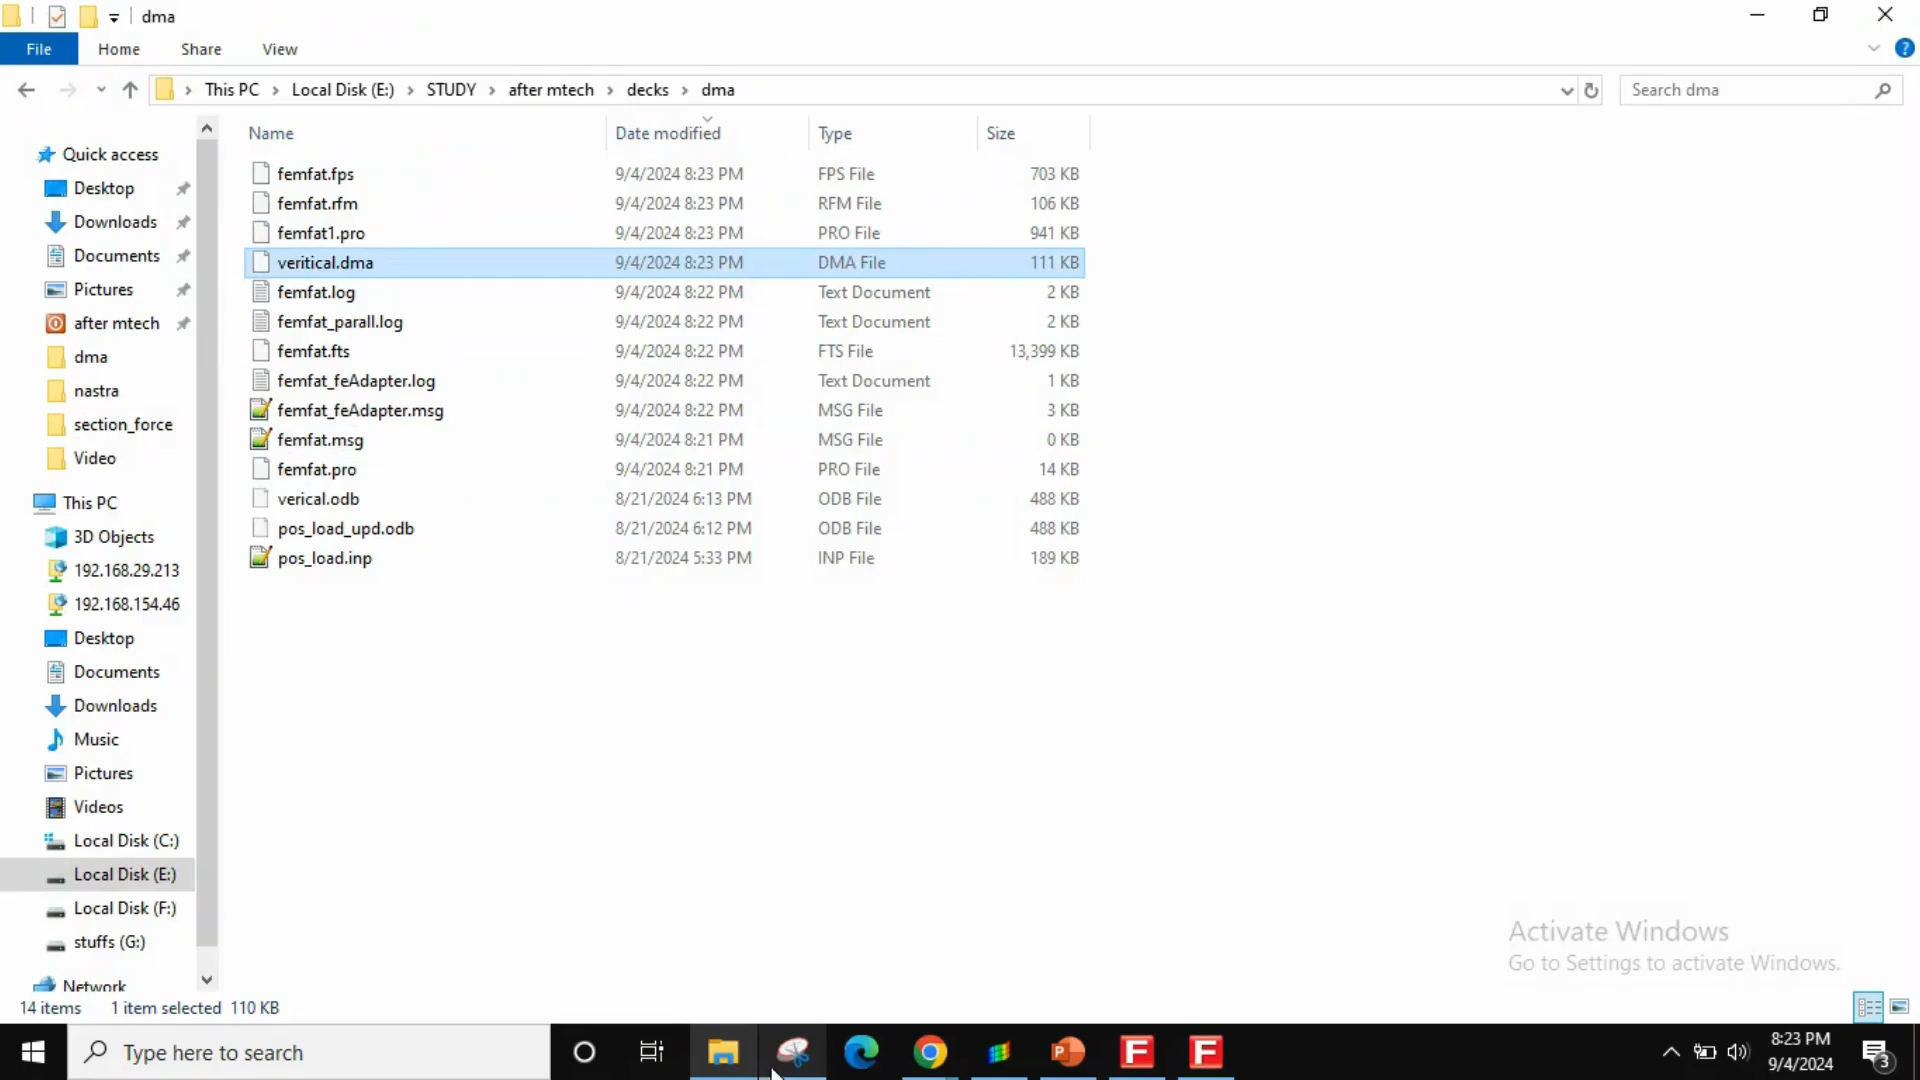 dma
File Home Share View
This PC Local Disk (E:) STUDY after mtech decks dma
Search dma
Name Date modified Type Size
femfat.fps 9/4/2024 8:23 PM FPS File 703 KB
femfat.rfm 9/4/2024 8:23 PM RFM File 106 KB
femfat1.pro 9/4/2024 8:23 PM PRO File 941 KB
veritical.dma 9/4/2024 8:23 PM DMA File 111 KB
femfat.log 9/4/2024 8:22 PM Text Document 2 KB
femfat_parall.log 9/4/2024 8:22 PM Text Document 2 KB
femfat.fts 9/4/2024 8:22 PM FTS File 13,399 KB
femfat_feAdapter.log 9/4/2024 8:22 PM Text Document 1 KB
femfat_feAdapter.msg 9/4/2024 8:22 PM MSG File 3 KB
femfat.msg 9/4/2024 8:21 PM MSG File 0 KB
femfat.pro 9/4/2024 8:21 PM PRO File 14 KB
verical.odb 8/21/2024 6:13 PM ODB File 488 KB
pos_load_upd.odb 8/21/2024 6:12 PM ODB File 488 KB
pos_load.inp 8/21/2024 5:33 PM INP File 189 KB
Quick access
Desktop
Downloads
Documents
Pictures
after mtech
dma
nastra
section_force
Video
This PC
3D Objects
192.168.29.213
192.168.154.46
Desktop
Documents
Downloads
Music
Pictures
Videos
Local Disk (C:)
Local Disk (E:)
Local Disk (F:)
stuffs (G:)
Network
Activate Windows
Go to Settings to activate Windows.
14 items 1 item selected 110 KB
Type here to search
8:23 PM
9/4/2024
3